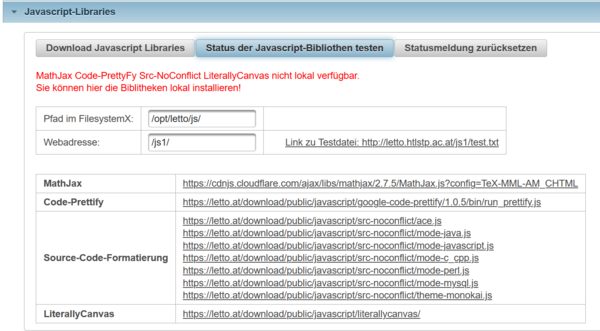 Javascript-Libraries
Download Javascript Libraries Status der Javascript-Bibliothen testen Statusmeldung zurücksetzen
MathJax Code-PrettyFy Src-NoConflict LiterallyCanvas nicht lokal verfügbar.
Sie können hier die Biblitheken lokal installieren!
Pfad im FilesystemX: /opt/letto/js/
Webadresse: /js1/ Link zu Testdatei: http://letto.htlstp.ac.at/js1/test.txt
MathJax https://cdnjs.cloudflare.com/ajax/libs/mathjax/2.7.5/MathJax.js?config=TeX-MML-AM_CHTML
Code-Prettify https://letto.at/download/public/javascript/google-code-prettify/1.0.5/bin/run_prettify.js
https://letto.at/download/public/javascript/src-noconflict/ace.js
https://letto.at/download/public/javascript/src-noconflict/mode-java.js
https://letto.at/download/public/javascript/src-noconflict/mode-javascript.js
Source-Code-Formatierung https://letto.at/download/public/javascript/src-noconflict/mode-c_cpp.js
https://letto.at/download/public/javascript/src-noconflict/mode-perl.js
https://letto.at/download/public/javascript/src-noconflict/mode-mysql.js
https://letto.at/download/public/javascript/src-noconflict/theme-monokai.js
LiterallyCanvas https://letto.at/download/public/javascript/literallycanvas/